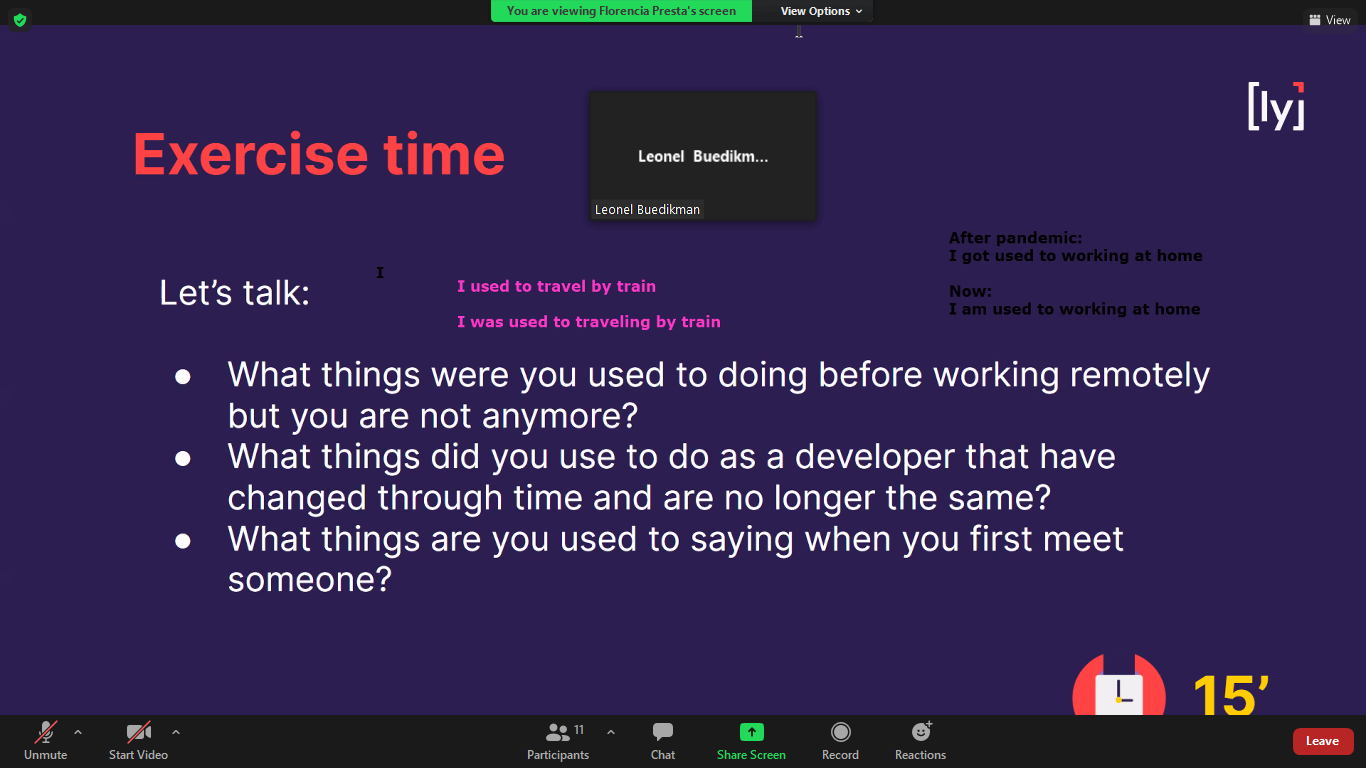 You are viewing Florencia Presta's screen
View Options
View
[ly]
Exercise time
Leonel Buedikm...
Leonel Buedikman
After pandemic:
I got used to working at home
Now:
I am used to working at home
I
Let's talk:
I used to travel by train
I was used to traveling by train
● What things were you used to doing before working remotely
but you are not anymore?
● What things did you use to do as a developer that have
changed through time and are no longer the same?
● What things are you used to saying when you first meet
someone?
15’
Unmute
Start Video
11
Participants
Chat
Share Screen
Record
Reactions
Leave